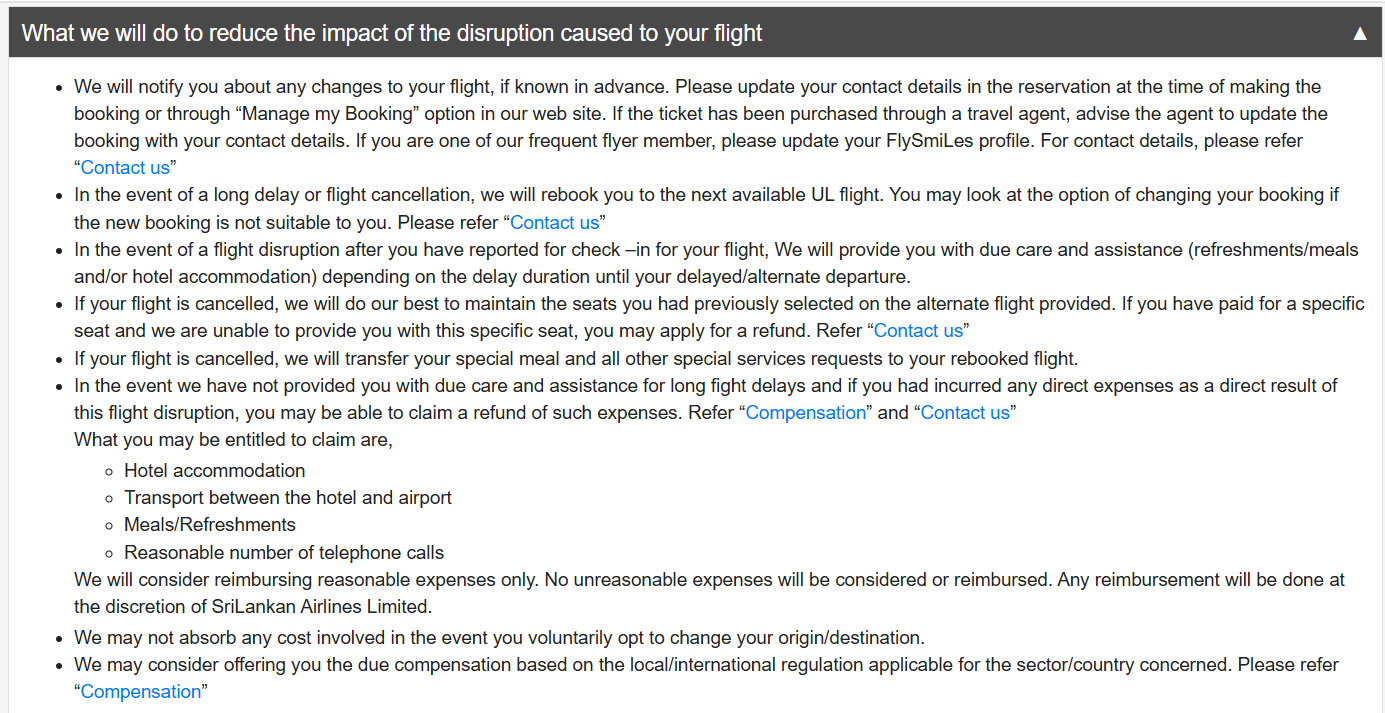 What we will do to reduce the impact of the disruption caused to your flight ▲
• We will notify you about any changes to your flight, if known in advance. Please update your contact details in the reservation at the time of making the
booking or through “Manage my Booking” option in our web site. If the ticket has been purchased through a travel agent, advise the agent to update the
booking with your contact details. If you are one of our frequent flyer member, please update your FlySmiLes profile. For contact details, please refer
“Contact us”
• In the event of a long delay or flight cancellation, we will rebook you to the next available UL flight. You may look at the option of changing your booking if
the new booking is not suitable to you. Please refer “Contact us”
• In the event of a flight disruption after you have reported for check –in for your flight, We will provide you with due care and assistance (refreshments/meals
and/or hotel accommodation) depending on the delay duration until your delayed/alternate departure.
• If your flight is cancelled, we will do our best to maintain the seats you had previously selected on the alternate flight provided. If you have paid for a specific
seat and we are unable to provide you with this specific seat, you may apply for a refund. Refer “Contact us”
• If your flight is cancelled, we will transfer your special meal and all other special services requests to your rebooked flight.
• In the event we have not provided you with due care and assistance for long fight delays and if you had incurred any direct expenses as a direct result of
this flight disruption, you may be able to claim a refund of such expenses. Refer “Compensation” and “Contact us”
What you may be entitled to claim are,
◦ Hotel accommodation
◦ Transport between the hotel and airport
◦ Meals/Refreshments
◦ Reasonable number of telephone calls
We will consider reimbursing reasonable expenses only. No unreasonable expenses will be considered or reimbursed. Any reimbursement will be done at
the discretion of SriLankan Airlines Limited.
• We may not absorb any cost involved in the event you voluntarily opt to change your origin/destination.
• We may consider offering you the due compensation based on the local/international regulation applicable for the sector/country concerned. Please refer
“Compensation”